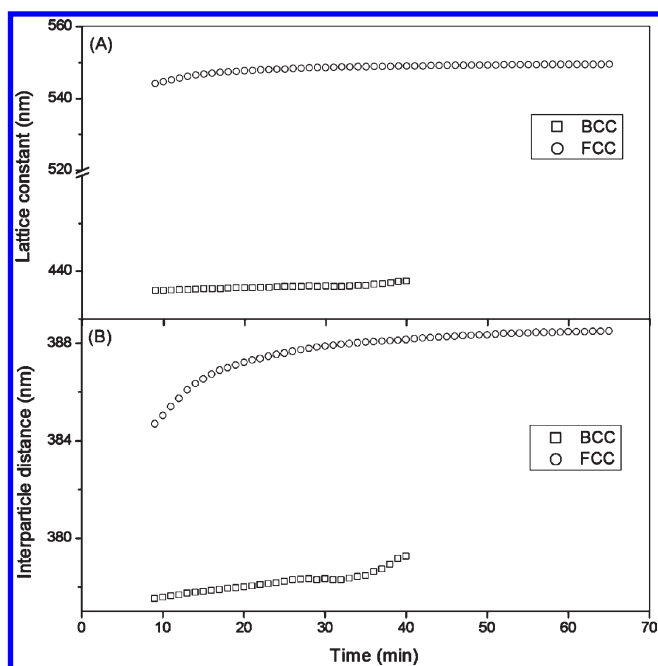 (A)
560
540
520
440
Lattice constant (nm)
BCC
FCC
(B)
388
384
380
Interparticle distance (nm)
BCC
FCC
0 10 20 30 40 50 60 70
Time (min)